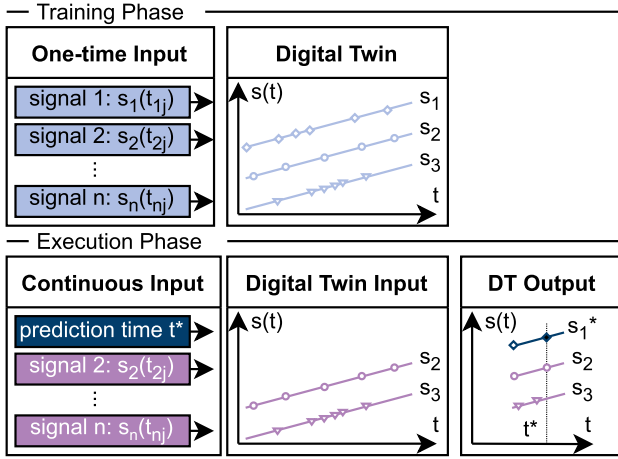 Training Phase
One-time Input
signal 1: s1(t1j)
signal 2: s2(t2j)
⋮
signal n: sn(tnj)
Digital Twin
s(t)
s1
s2
s3
t
Execution Phase
Continuous Input
prediction time t*
signal 2: s2(t2j)
⋮
signal n: sn(tnj)
Digital Twin Input
s(t)
s2
s3
t
DT Output
s(t)
s1*
s2
s3
t
t*